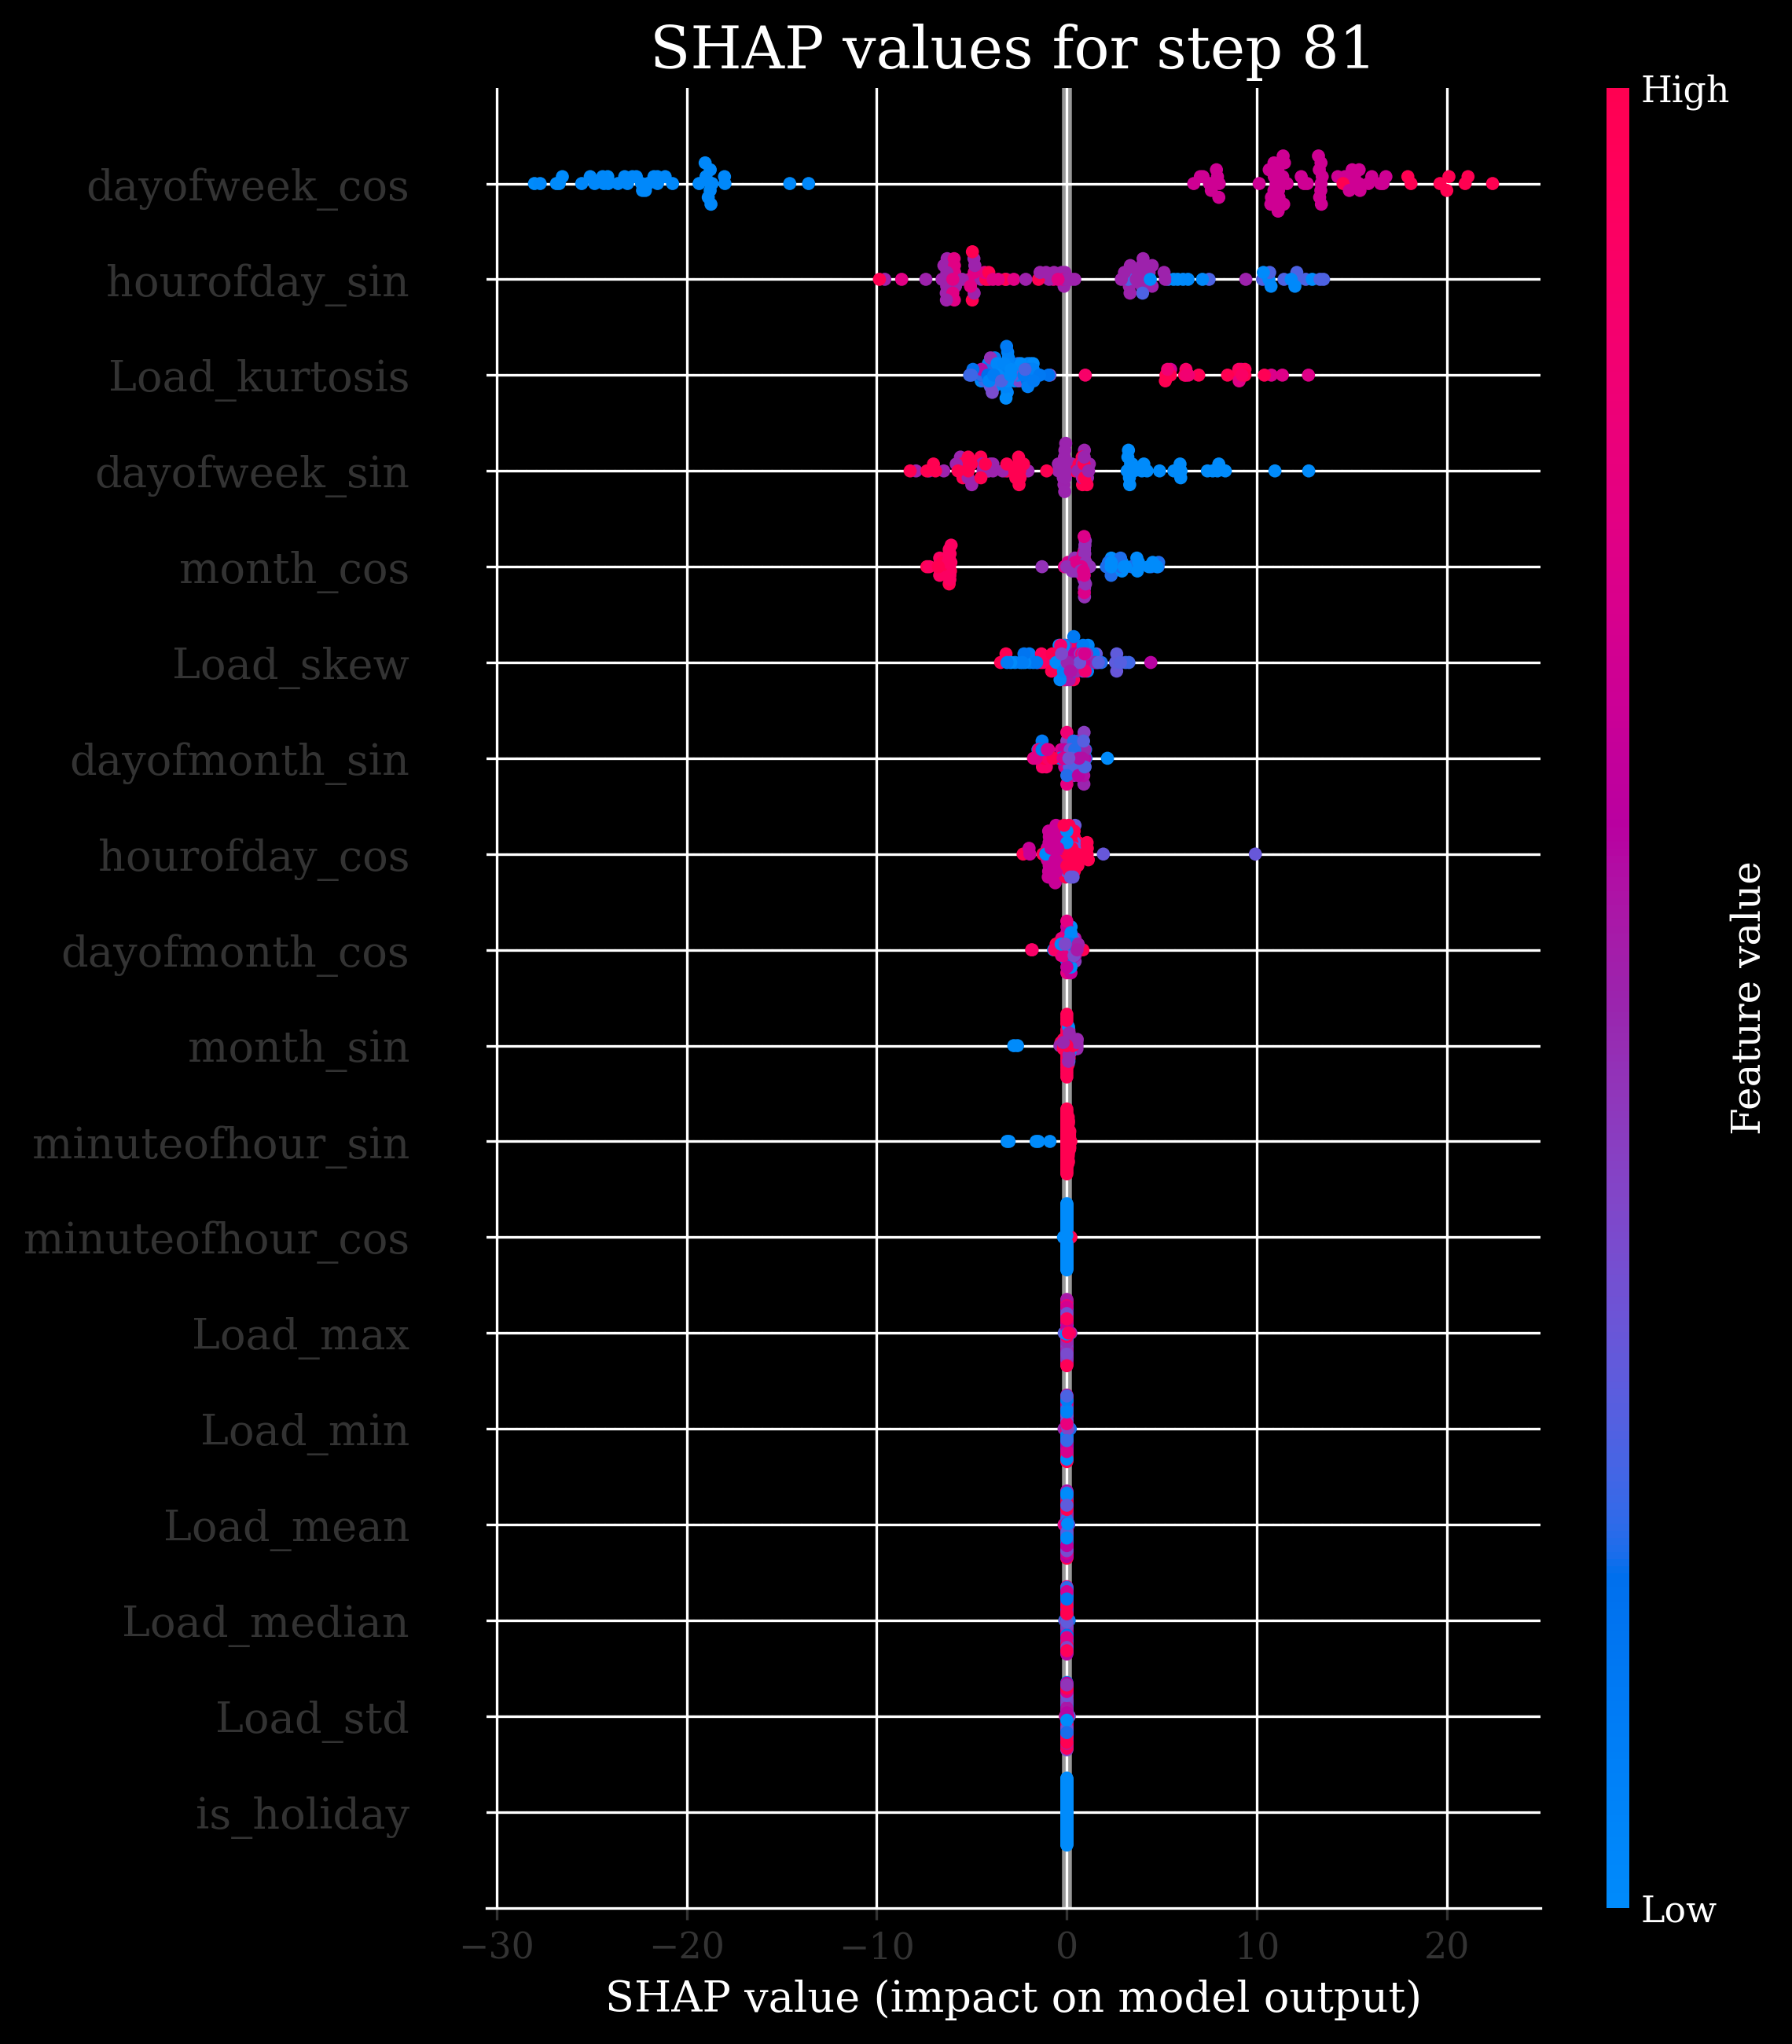 SHAP values for step 81
High
dayofweek_cos
hourofday_sin
Load_kurtosis
dayofweek_sin
month_cos
Load_skew
dayofmonth_sin
hourofday_cos
dayofmonth_cos
month_sin
minuteofhour_sin
minuteofhour_cos
Load_max
Load_min
Load_mean
Load_median
Load_std
is_holiday
Feature value
Low
−30 −20 −10 0 10 20
SHAP value (impact on model output)